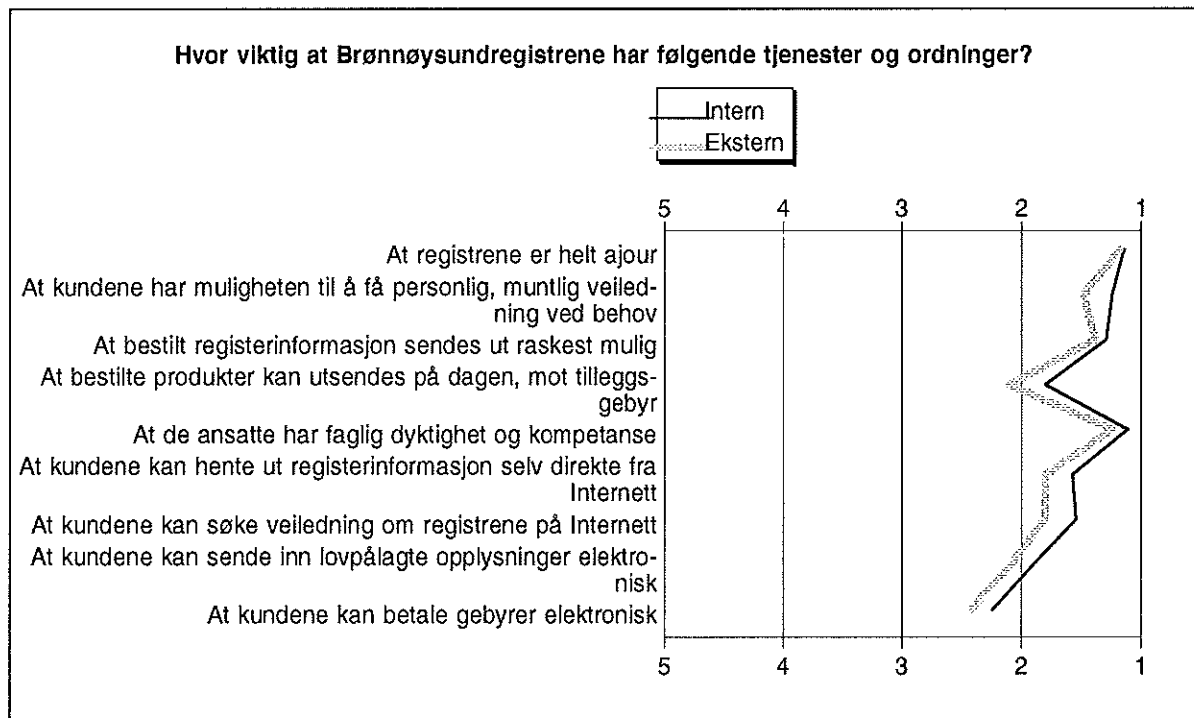 Hvor viktig at Brønnøysundregistrene har følgende tjenester og ordninger?
Intern
Ekstern
5 4 3 2 1
At registrene er helt ajour
At kundene har muligheten til å få personlig, muntlig veiled-
ning ved behov
At bestilt registerinformasjon sendes ut raskest mulig
At bestilte produkter kan utsendes på dagen, mot tilleggs-
gebyr
At de ansatte har faglig dyktighet og kompetanse
At kundene kan hente ut registerinformasjon selv direkte fra
Internett
At kundene kan søke veiledning om registrene på Internett
At kundene kan sende inn lovpålagte opplysninger elektro-
nisk
At kundene kan betale gebyrer elektronisk
5 4 3 2 1